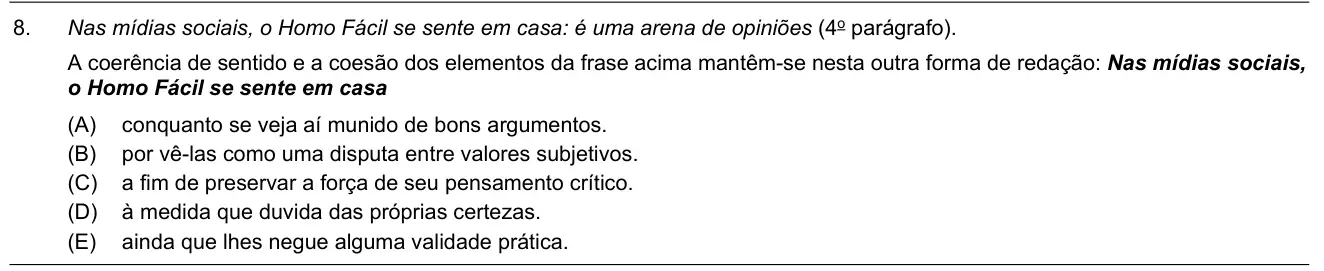 8. Nas mídias sociais, o Homo Fácil se sente em casa: é uma arena de opiniões (4º parágrafo).
A coerência de sentido e a coesão dos elementos da frase acima mantêm-se nesta outra forma de redação: Nas mídias sociais,
o Homo Fácil se sente em casa
(A) conquanto se veja aí munido de bons argumentos.
(B) por vê-las como uma disputa entre valores subjetivos.
(C) a fim de preservar a força de seu pensamento crítico.
(D) à medida que duvida das próprias certezas.
(E) ainda que lhes negue alguma validade prática.